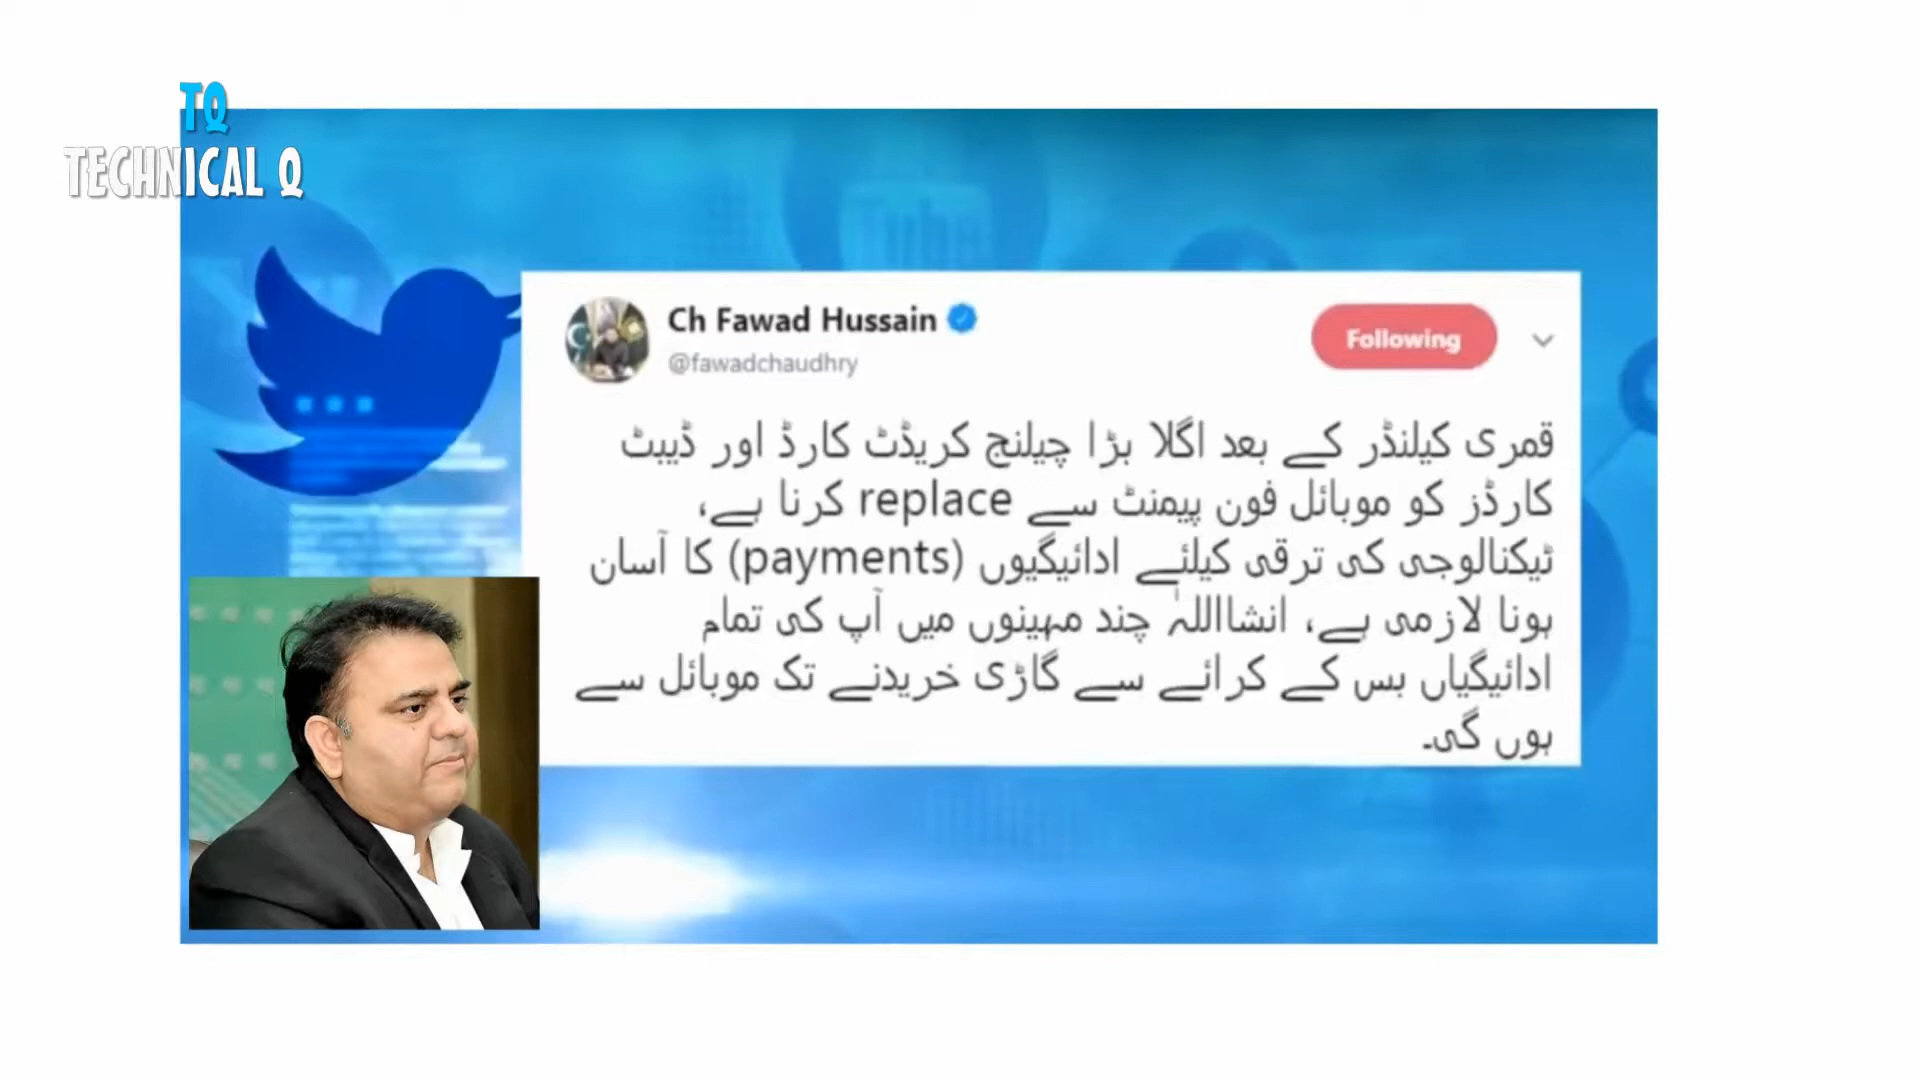 TQ
TECHNICAL Q
Ch Fawad Hussain
@fawadchaudhry
Following
قمری کیلنڈر کے بعد اگلا بڑا چیلنج کریڈٹ کارڈ اور ڈیبٹ
کارڈز کو موبائل فون پیمنٹ سے replace کرنا ہے،
ٹیکنالوجی کی ترقی کیلئے ادائیگیوں (payments) کا آسان
ہونا لازمی ہے، انشااللہ چند مہینوں میں آپ کی تمام
ادائیگیاں بس کے کرائے سے گاڑی خریدنے تک موبائل سے
ہوں گی۔